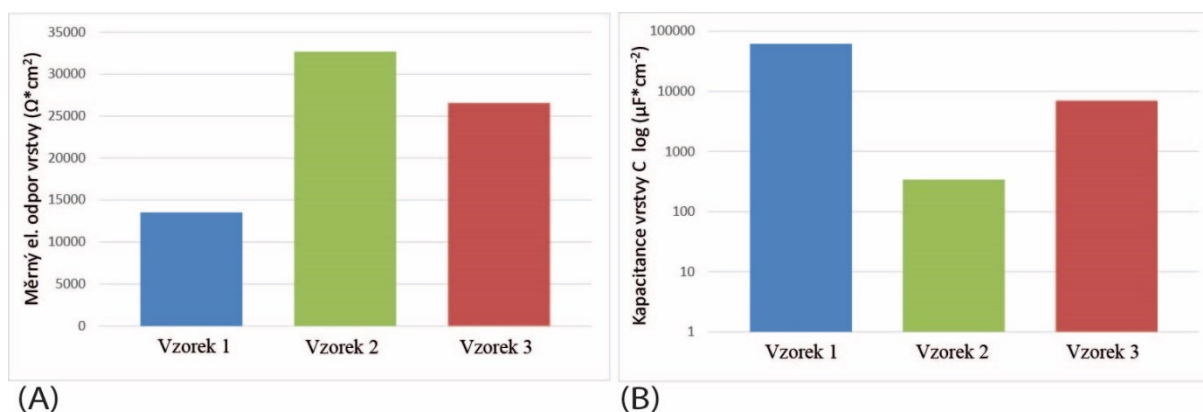 Měrný el. odpor vrstvy (Ω*cm²)
35000
30000
25000
20000
15000
10000
5000
0
Vzorek 1 Vzorek 2 Vzorek 3
(A)
Kapacitance vrstvy C log (µF*cm⁻²)
100000
10000
1000
100
10
1
Vzorek 1 Vzorek 2 Vzorek 3
(B)